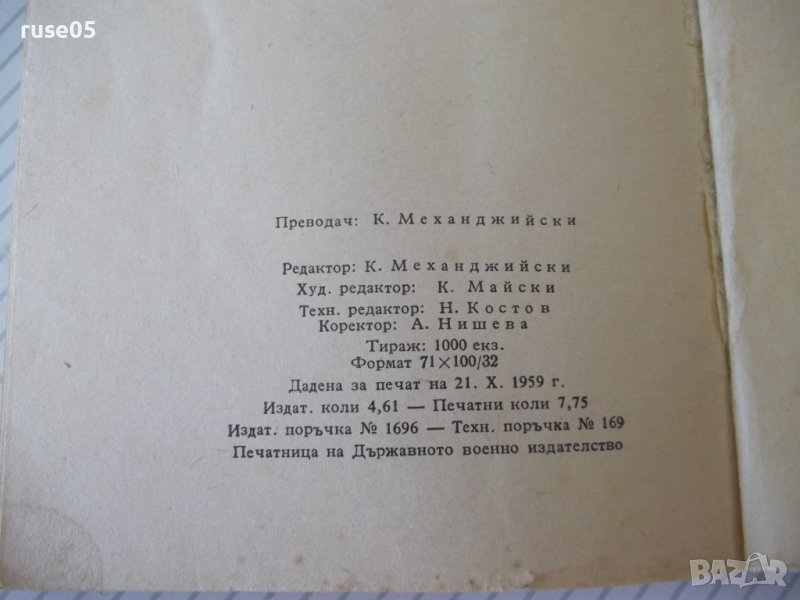 ruse05
Преводач: К. Механджийски
Редактор: К. Механджийски
Худ. редактор: К. Майски
Техн. редактор: Н. Костов
Коректор: А. Нишева
Тираж: 1000 екз.
Формат 71×100/32
Дадена за печат на 21. X. 1959 г.
Издат. коли 4,61 — Печатни коли 7,75
Издат. поръчка № 1696 — Техн. поръчка № 169
Печатница на Държавното военно издателство
BAZAR